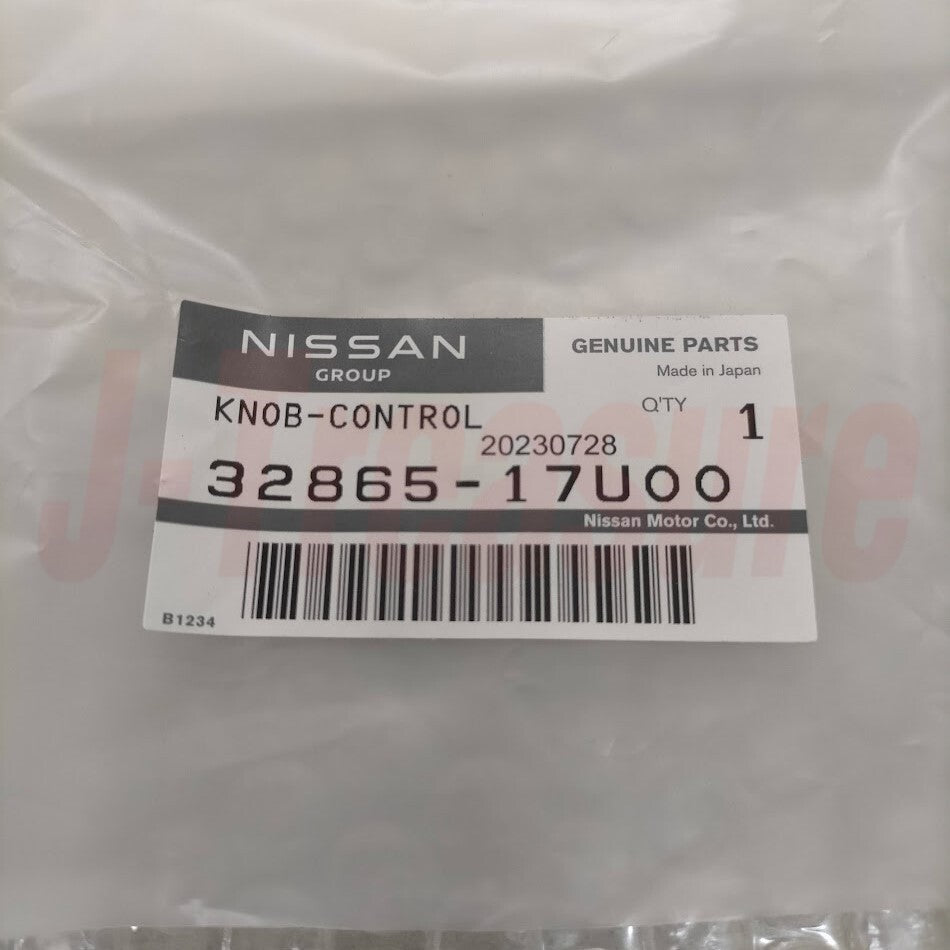 NISSAN
GROUP
GENUINE PARTS
Made in Japan
KNOB-CONTROL
Q'TY 1
20230728
32865-17U00
Nissan Motor Co., Ltd.
B1234
J-Treasure